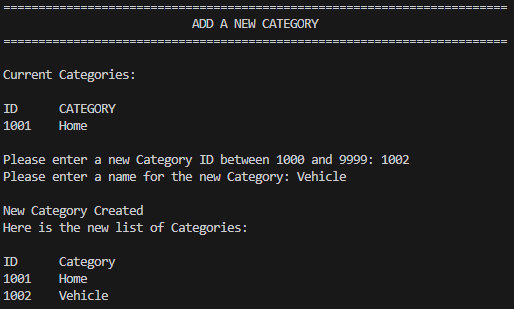 ========================================================================
ADD A NEW CATEGORY
========================================================================
Current Categories:
ID CATEGORY
1001 Home
Please enter a new Category ID between 1000 and 9999: 1002
Please enter a name for the new Category: Vehicle
New Category Created
Here is the new list of Categories:
ID Category
1001 Home
1002 Vehicle